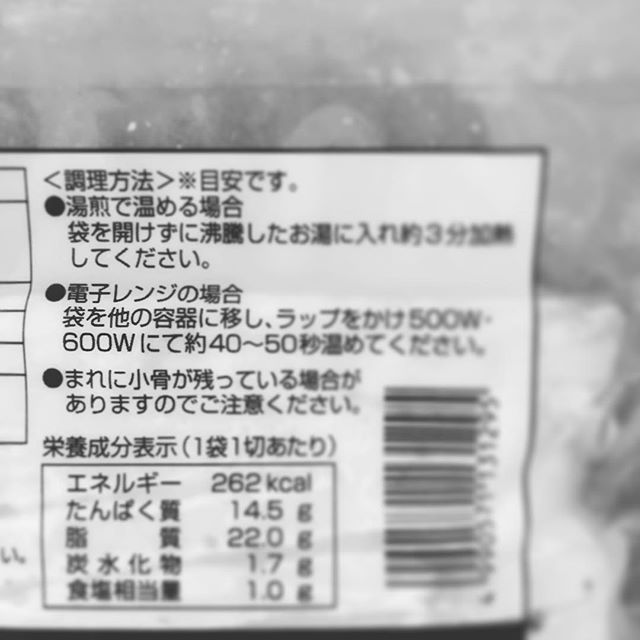 <調理方法>※目安です。
●湯煎で温める場合
袋を開けずに沸騰したお湯に入れ約3分加熱
してください。
●電子レンジの場合
袋を他の容器に移し、ラップをかけ500W・
600Wにて約40～50秒温めてください。
●まれに小骨が残っている場合が
ありますのでご注意ください。
栄養成分表示(1袋1切あたり)
エネルギー 262kcal
たんぱく質 14.5 g
脂質 22.0 g
炭水化物 1.7 g
食塩相当量 1.0 g
い。